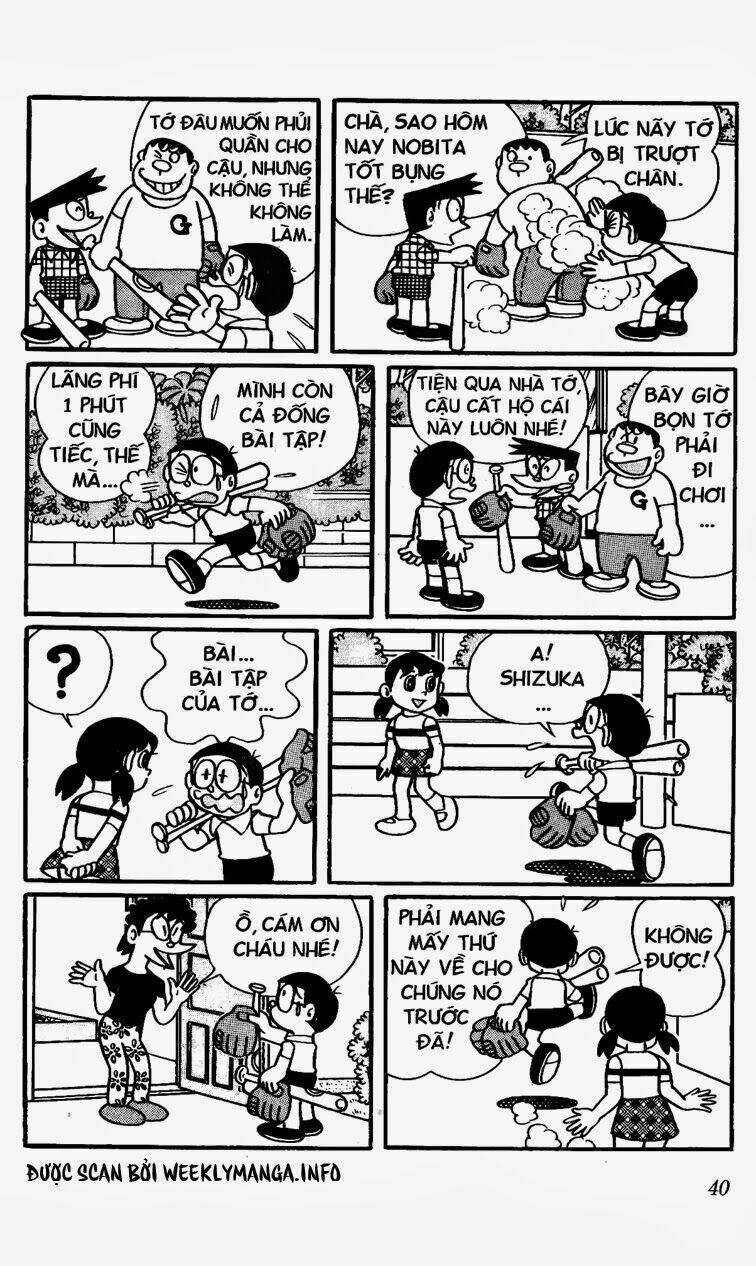 LÚC NÃY TỚ
BỊ TRƯỢT
CHÂN.
CHÀ, SAO HÔM
NAY NOBITA
TỐT BỤNG
THẾ?
TỚ ĐÂU MUỐN PHỦI
QUẦN CHO
CẬU, NHƯNG
KHÔNG THỂ
KHÔNG
LÀM.
G
BÂY GIỜ
BỌN TỚ
PHẢI
ĐI
CHƠI
...
TIỆN QUA NHÀ TỚ,
CẬU CẤT HỘ CÁI
NÀY LUÔN NHÉ!
G
MÌNH CÒN
CẢ ĐỐNG
BÀI TẬP!
LÃNG PHÍ
1 PHÚT
CŨNG
TIẾC, THẾ
MÀ...
A!
SHIZUKA
...
BÀI...
BÀI TẬP
CỦA TỚ...
?
KHÔNG
ĐƯỢC!
PHẢI MANG
MẤY THỨ
NÀY VỀ CHO
CHÚNG NÓ
TRƯỚC
ĐÃ!
Ồ, CÁM ƠN
CHÁU NHÉ!
ĐƯỢC SCAN BỞI WEEKLYMANGA.INFO
40